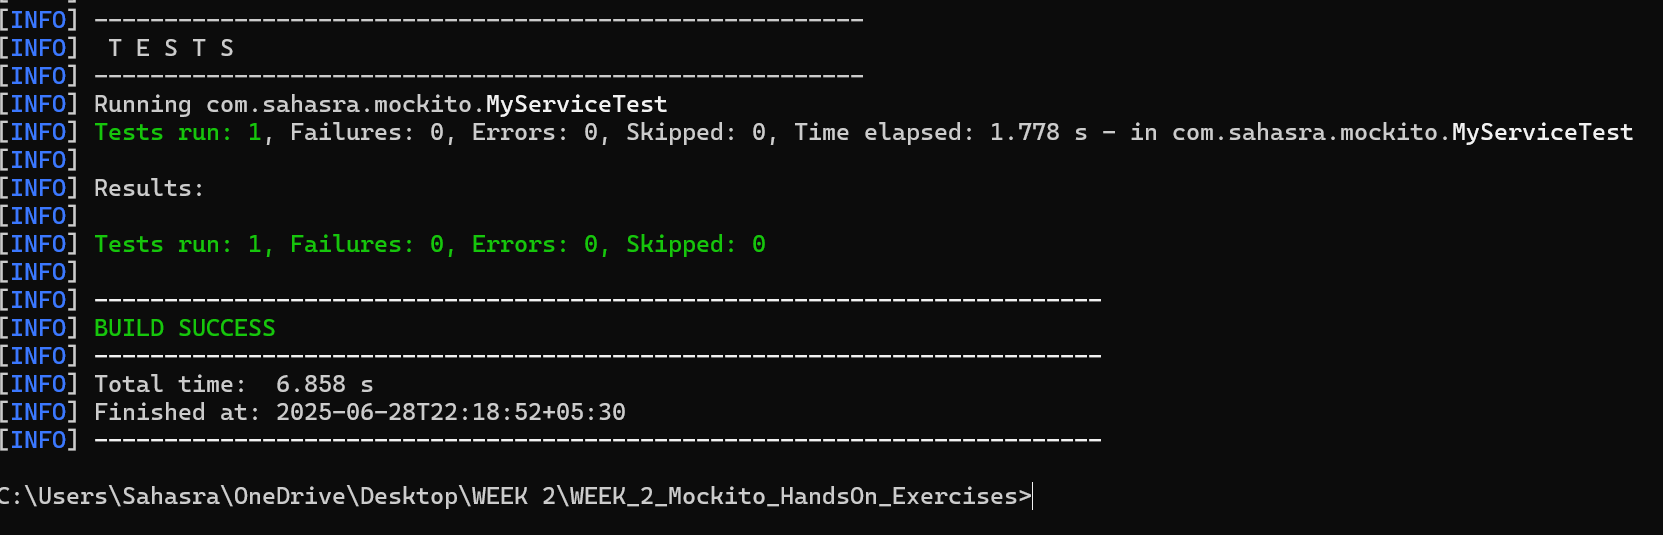 [INFO] -------------------------------------------------------
[INFO]  T E S T S
[INFO] -------------------------------------------------------
[INFO] Running com.sahasra.mockito.MyServiceTest
[INFO] Tests run: 1, Failures: 0, Errors: 0, Skipped: 0, Time elapsed: 1.778 s - in com.sahasra.mockito.MyServiceTest
[INFO]
[INFO] Results:
[INFO]
[INFO] Tests run: 1, Failures: 0, Errors: 0, Skipped: 0
[INFO]
[INFO] ------------------------------------------------------------------------
[INFO] BUILD SUCCESS
[INFO] ------------------------------------------------------------------------
[INFO] Total time:  6.858 s
[INFO] Finished at: 2025-06-28T22:18:52+05:30
[INFO] ------------------------------------------------------------------------
C:\Users\Sahasra\OneDrive\Desktop\WEEK 2\WEEK_2_Mockito_HandsOn_Exercises>